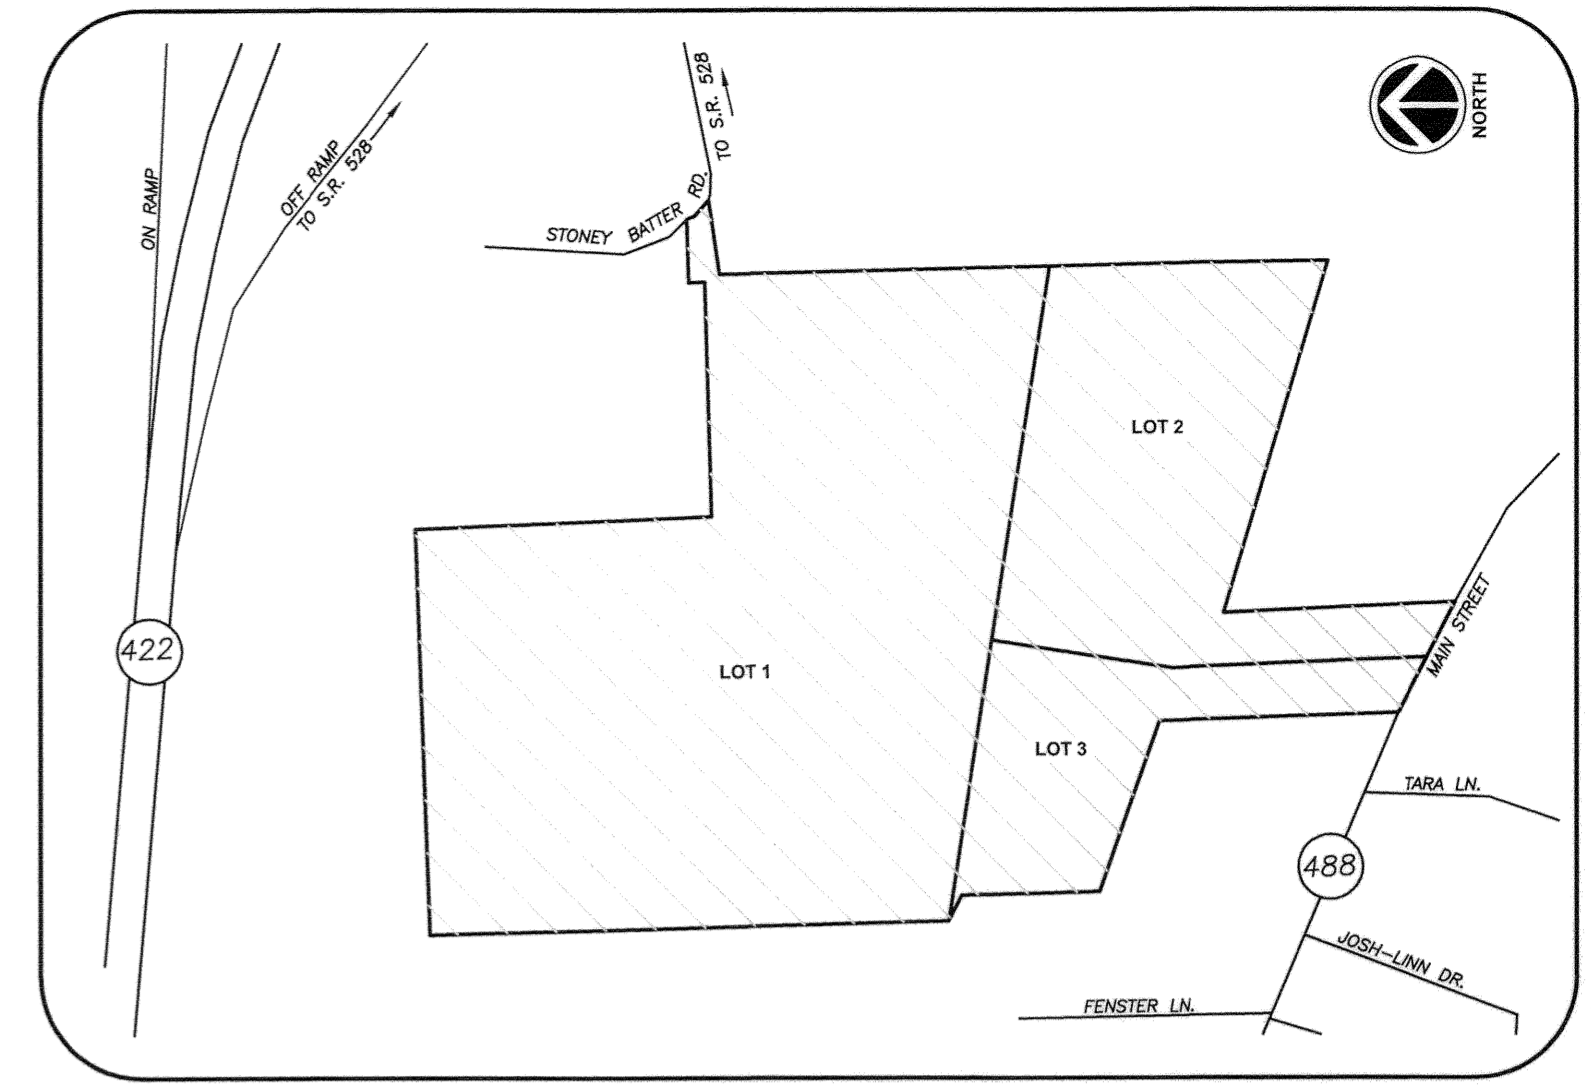 ON RAMP
OFF RAMP
TO S.R. 528
STONEY BATTER RD.
TO S.R. 528
NORTH
LOT 2
LOT 1
LOT 3
422
MAIN STREET
TARA LN.
488
JOSH-LINN DR.
FENSTER LN.